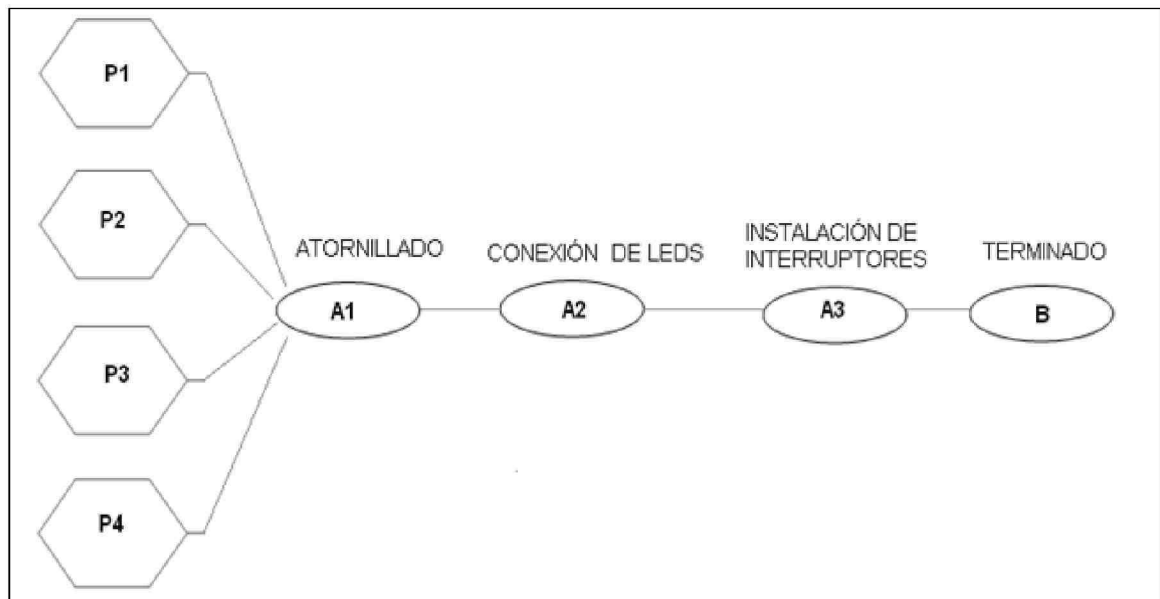 P1
P2
P3
P4
ATORNILLADO
A1
CONEXIÓN DE LEDS
A2
INSTALACIÓN DE
INTERRUPTORES
A3
TERMINADO
B